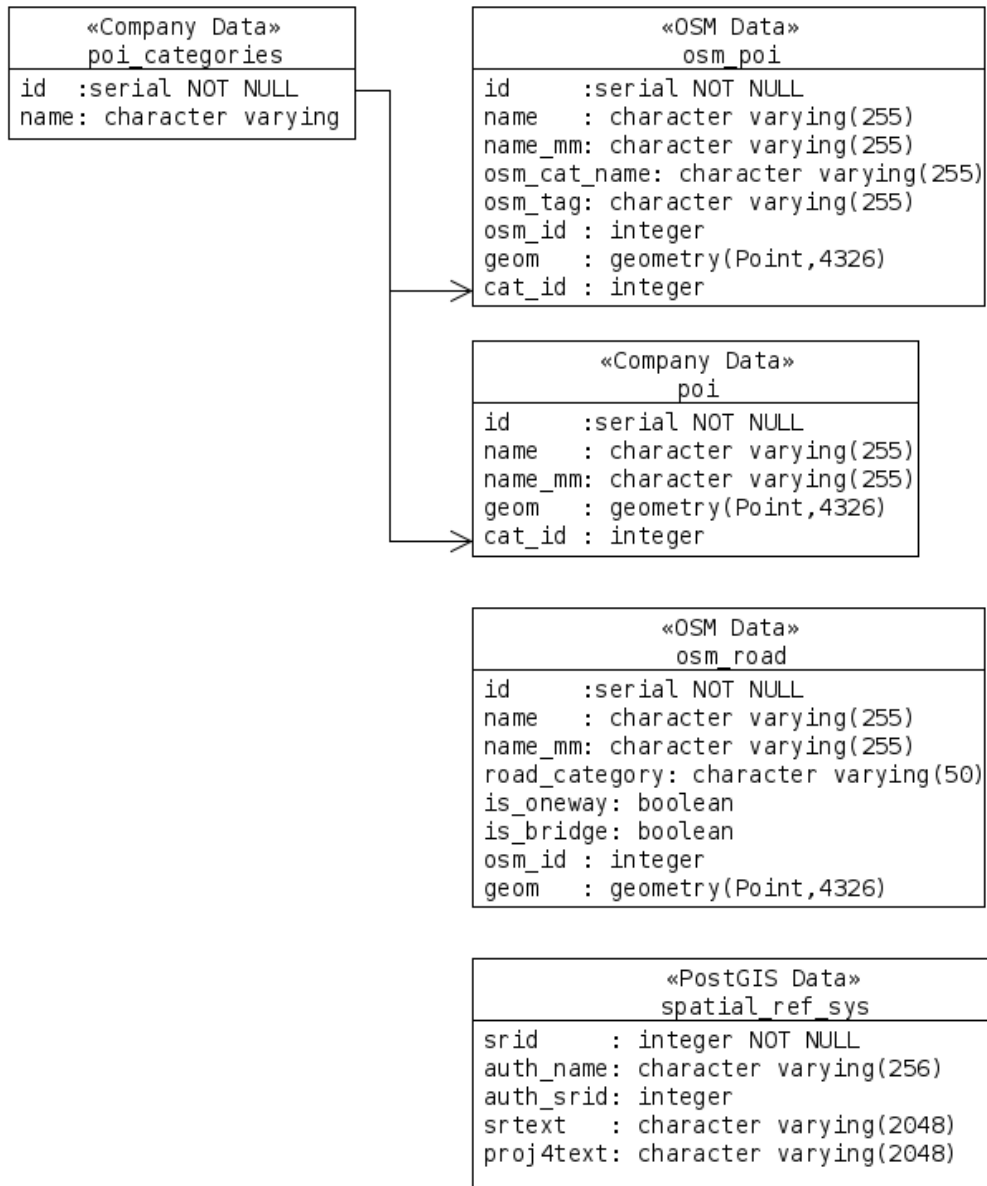 «Company Data»
poi_categories
id  :serial NOT NULL
name: character varying
«OSM Data»
osm_poi
id     :serial NOT NULL
name   : character varying(255)
name_mm: character varying(255)
osm_cat_name: character varying(255)
osm_tag: character varying(255)
osm_id : integer
geom   : geometry(Point,4326)
cat_id : integer
«Company Data»
poi
id     :serial NOT NULL
name   : character varying(255)
name_mm: character varying(255)
geom   : geometry(Point,4326)
cat_id : integer
«OSM Data»
osm_road
id     :serial NOT NULL
name   : character varying(255)
name_mm: character varying(255)
road_category: character varying(50)
is_oneway: boolean
is_bridge: boolean
osm_id : integer
geom   : geometry(Point,4326)
«PostGIS Data»
spatial_ref_sys
srid     : integer NOT NULL
auth_name: character varying(256)
auth_srid: integer
srtext   : character varying(2048)
proj4text: character varying(2048)